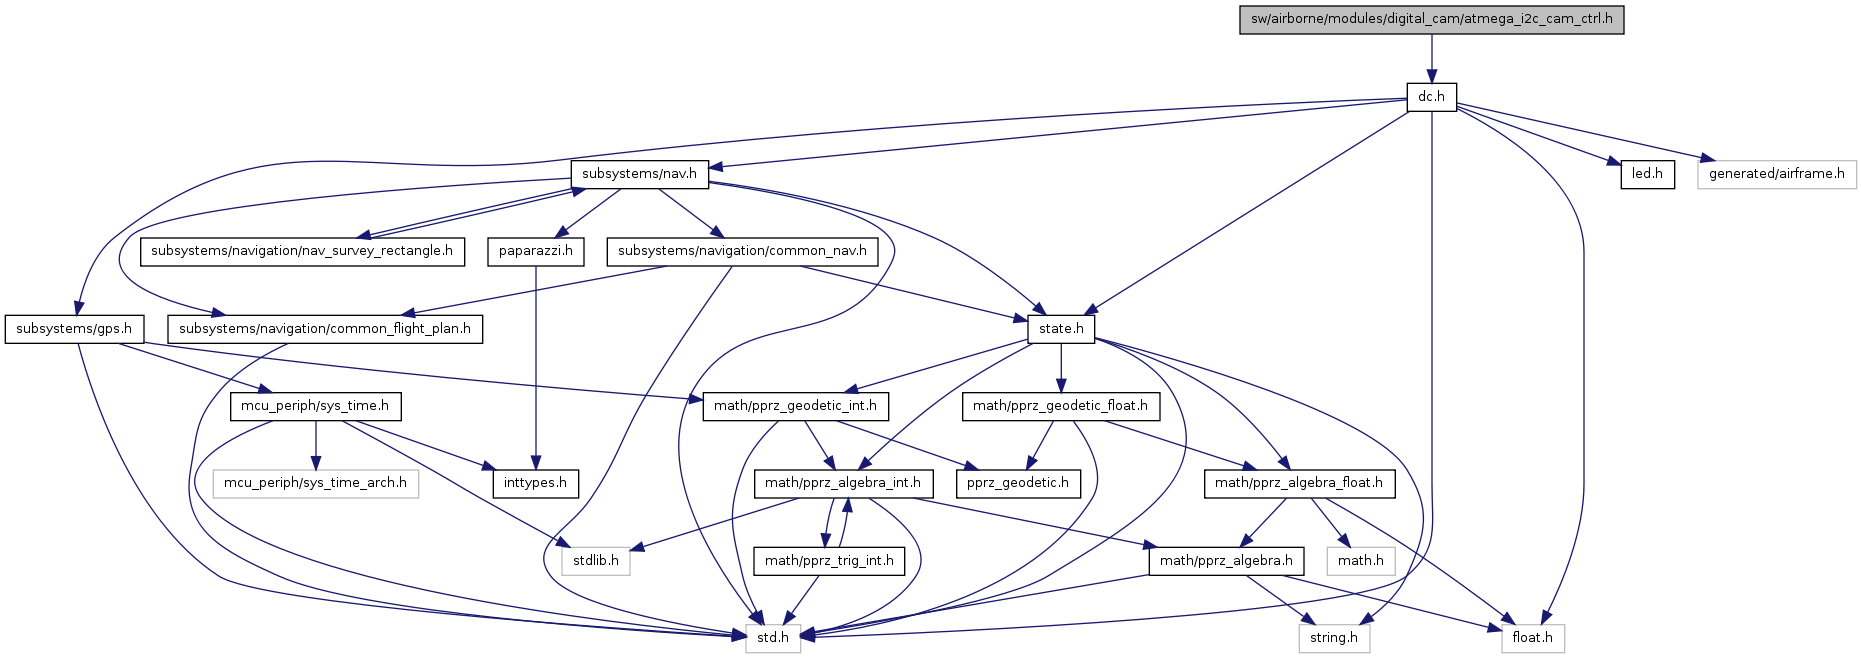 sw/airborne/modules/digital_cam/atmega_i2c_cam_ctrl.h
dc.h
subsystems/nav.h
led.h
generated/airframe.h
subsystems/navigation/nav_survey_rectangle.h
paparazzi.h
subsystems/navigation/common_nav.h
subsystems/gps.h
subsystems/navigation/common_flight_plan.h
state.h
mcu_periph/sys_time.h
math/pprz_geodetic_int.h
math/pprz_geodetic_float.h
mcu_periph/sys_time_arch.h
inttypes.h
math/pprz_algebra_int.h
pprz_geodetic.h
math/pprz_algebra_float.h
stdlib.h
math/pprz_trig_int.h
math/pprz_algebra.h
math.h
std.h
string.h
float.h